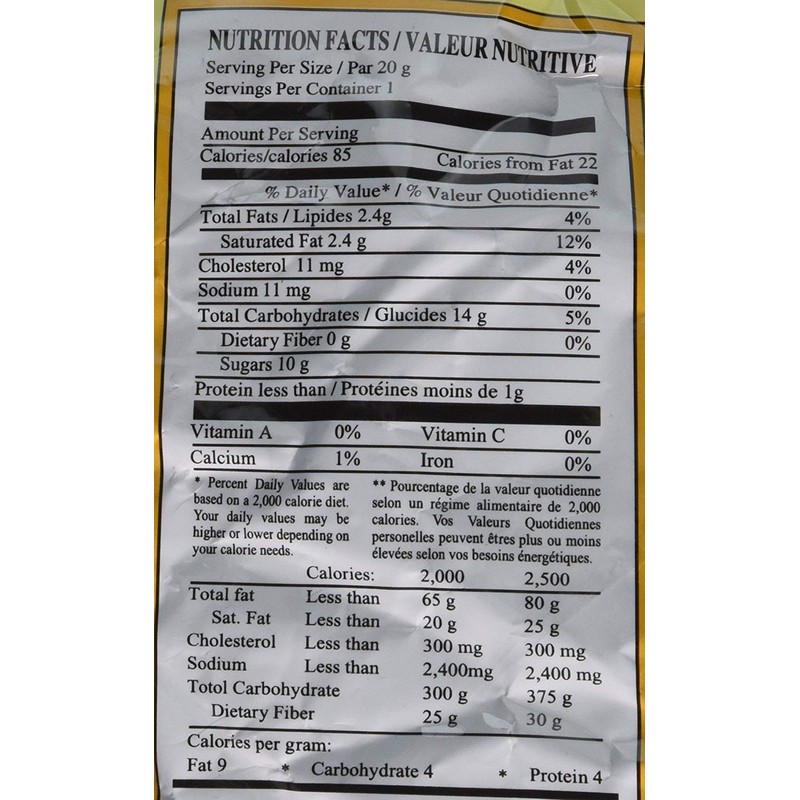 NUTRITION FACTS / VALEUR NUTRITIVE
Serving Per Size / Par 20 g
Servings Per Container 1
Amount Per Serving
Calories/calories 85 Calories from Fat 22
% Daily Value* / % Valeur Quotidienne*
Total Fats / Lipides 2.4g 4%
Saturated Fat 2.4 g 12%
Cholesterol 11 mg 4%
Sodium 11 mg 0%
Total Carbohydrates / Glucides 14 g 5%
Dietary Fiber 0 g 0%
Sugars 10 g
Protein less than / Protéines moins de 1g
Vitamin A 0% Vitamin C 0%
Calcium 1% Iron 0%
* Percent Daily Values are
based on a 2,000 calorie diet.
Your daily values may be
higher or lower depending on
your calorie needs.
** Pourcentage de la valeur quotidienne
selon un régime alimentaire de 2,000
calories. Vos Valeurs Quotidiennes
personelles peuvent êtres plus ou moins
élevées selon vos besoins énergétiques.
Calories: 2,000 2,500
Total fat Less than 65 g 80 g
Sat. Fat Less than 20 g 25 g
Cholesterol Less than 300 mg 300 mg
Sodium Less than 2,400mg 2,400 mg
Totol Carbohydrate 300 g 375 g
Dietary Fiber 25 g 30 g
Calories per gram:
Fat 9 * Carbohydrate 4 * Protein 4